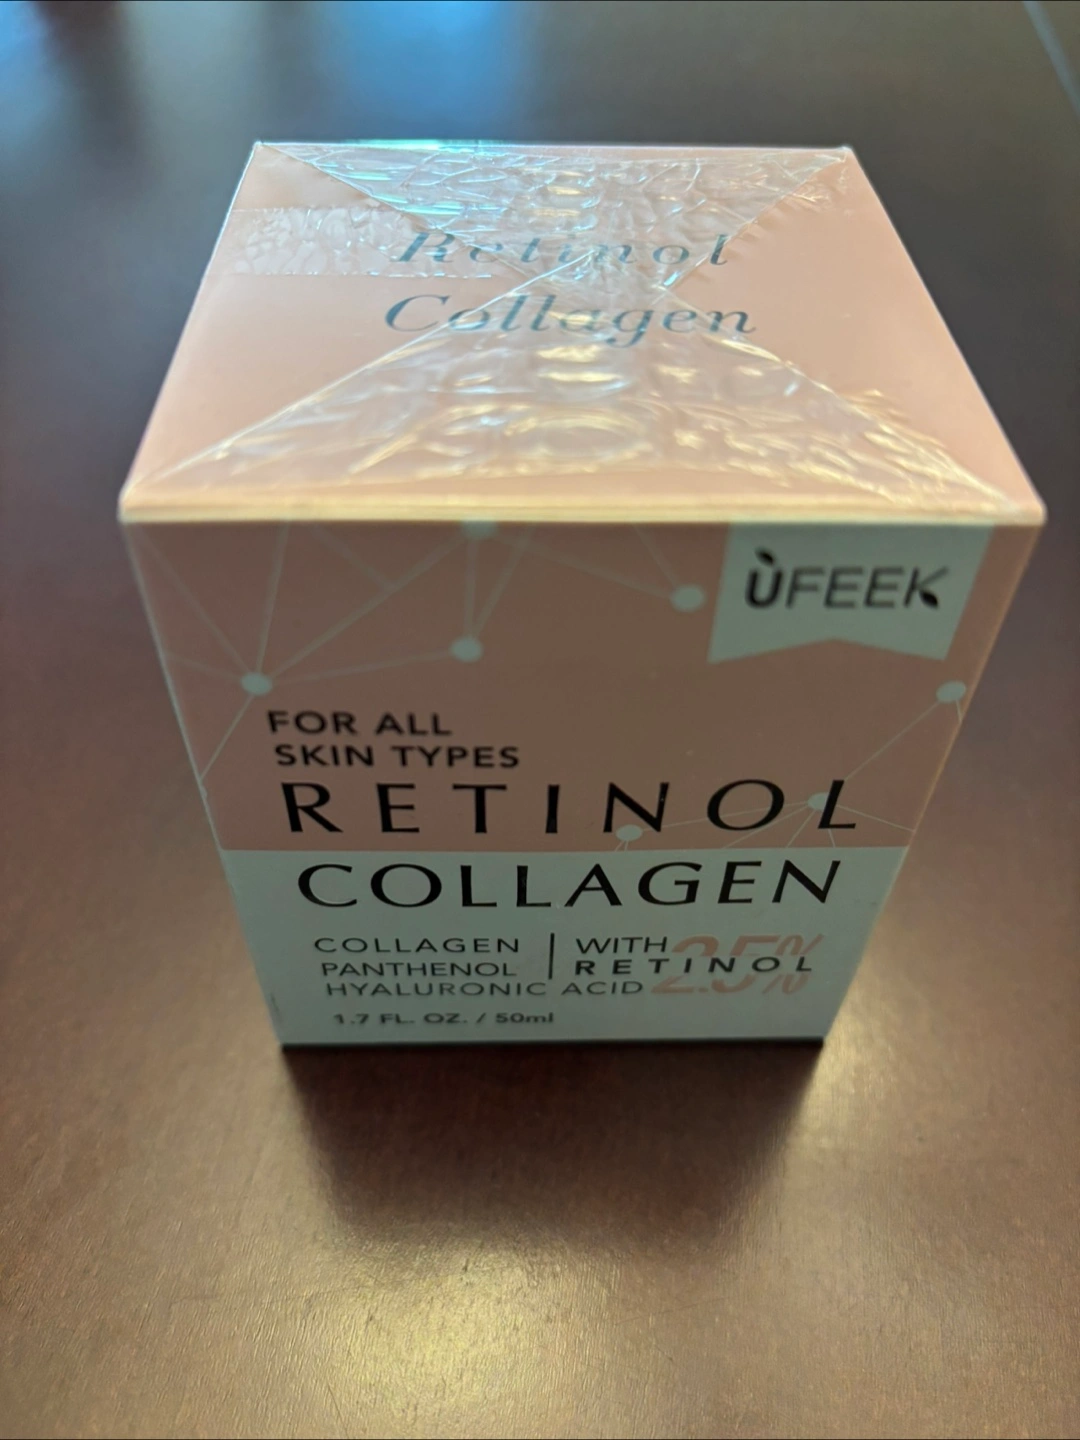 Retinol
Collagen
ÙFEEK
FOR ALL
SKIN TYPES
RETINOL
COLLAGEN
COLLAGEN | WITH 2.5%
PANTHENOL | RETINOL
HYALURONIC ACID
1.7 FL. OZ. / 50ml